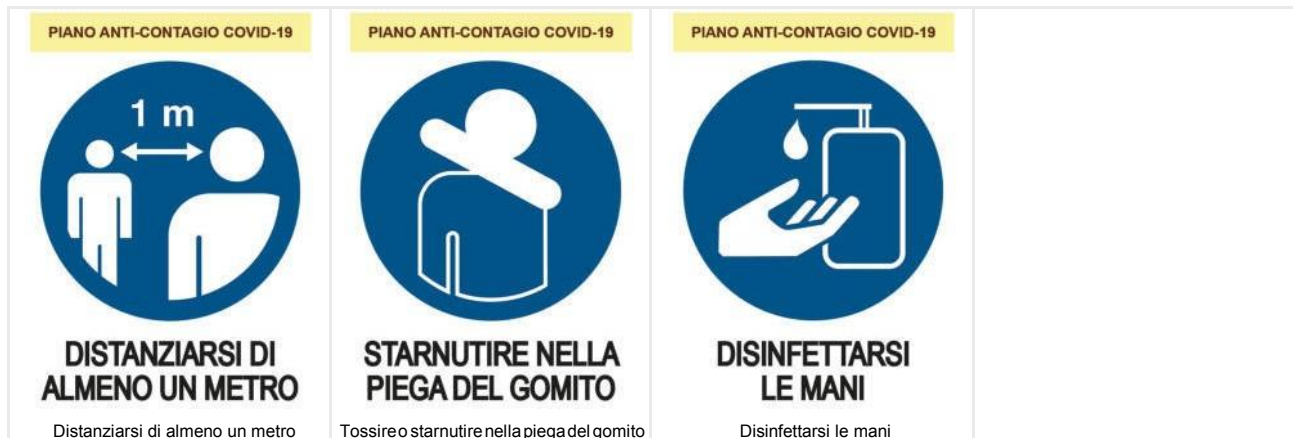 PIANO ANTI-CONTAGIO COVID-19
1 m
DISTANZIARSI DI
ALMENO UN METRO
Distanziarsi di almeno un metro
PIANO ANTI-CONTAGIO COVID-19
STARNUTIRE NELLA
PIEGA DEL GOMITO
Tossire o starnutire nella piega del gomito
PIANO ANTI-CONTAGIO COVID-19
DISINFETTARSI
LE MANI
Disinfettarsi le mani